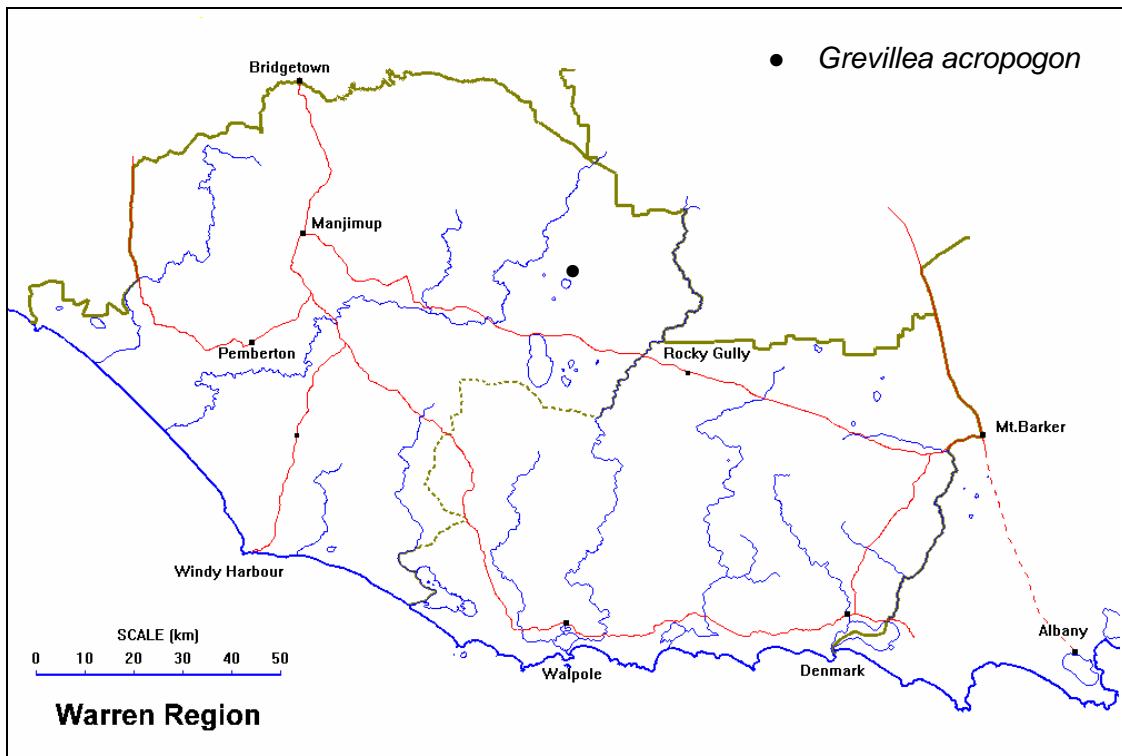 Grevillea acropogon
Bridgetown
Manjimup
Pemberton
Rocky Gully
Mt.Barker
Windy Harbour
SCALE (km)
0 10 20 30 40 50
Walpole
Denmark
Albany
Warren Region